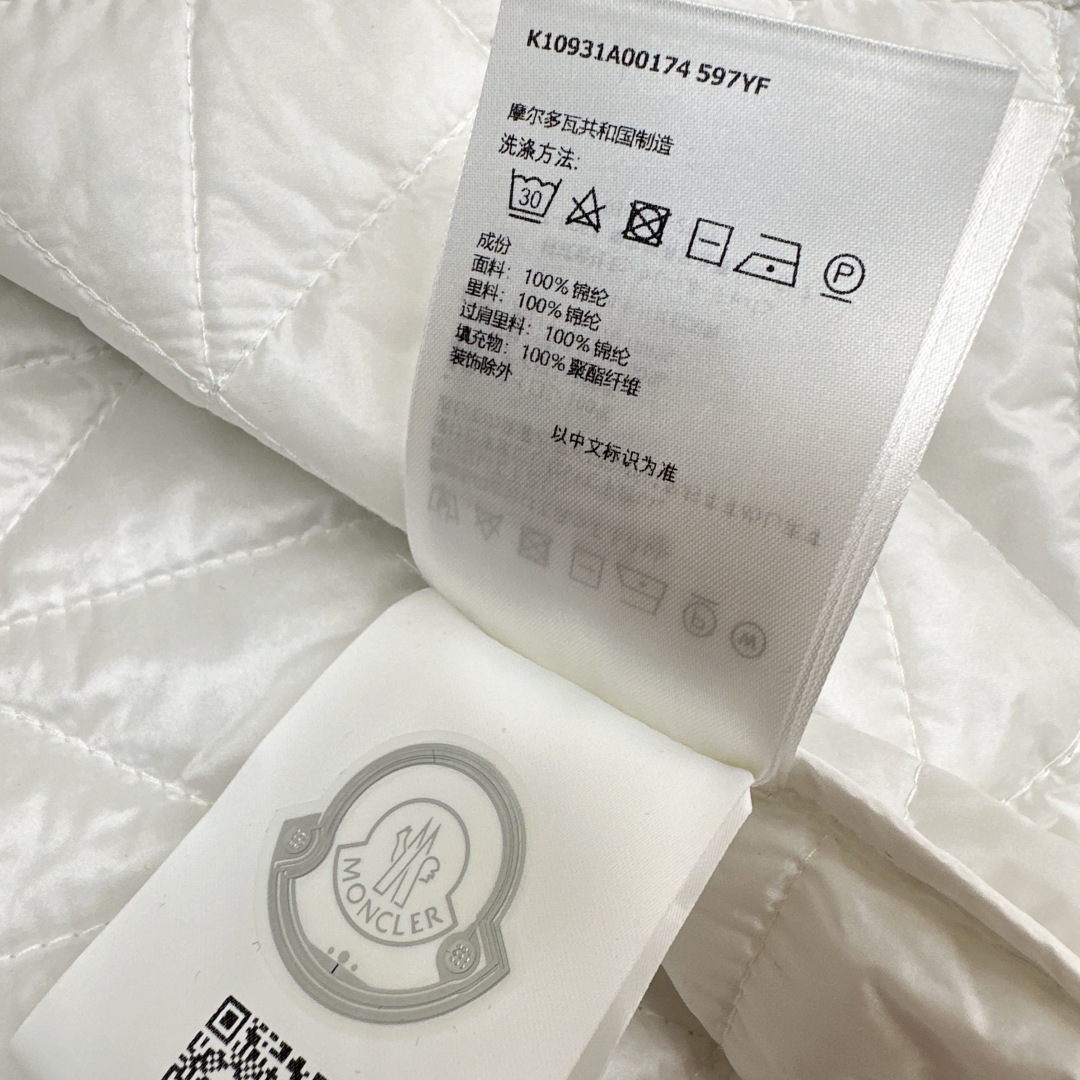 K10931A00174 597YF
摩尔多瓦共和国制造
洗涤方法:
30
P
成份
面料: 100% 锦纶
里料: 100% 锦纶
过肩里料: 100% 锦纶
填充物: 100% 聚酯纤维
装饰除外
以中文标识为准
MONCLER